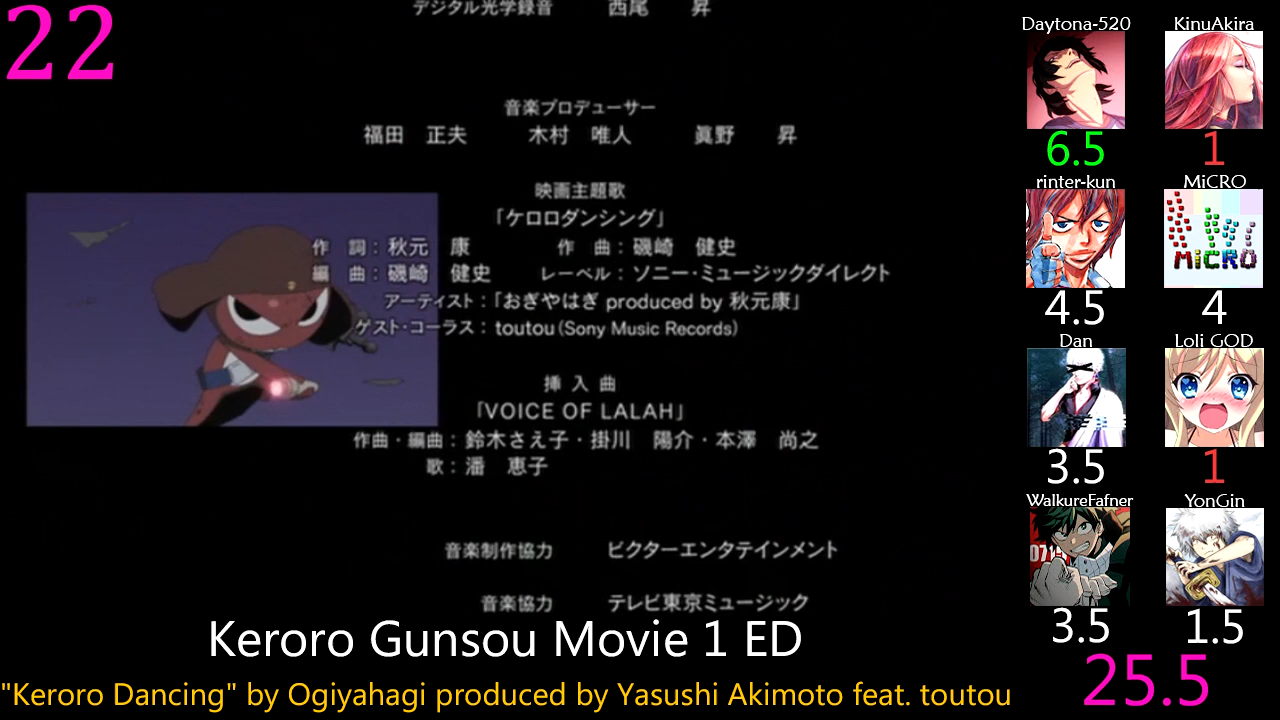 22
デジタル光学録音 西尾 昇
音楽プロデューサー
福田 正夫 木村 唯人 眞野 昇
映画主題歌
「ケロロダンシング」
作 詞：秋元 康 作 曲：磯崎 健史
編 曲：磯崎 健史 レーベル：ソニー・ミュージックダイレクト
アーティスト：「おぎやはぎ produced by 秋元康」
ゲスト・コーラス：toutou(Sony Music Records)
挿 入 曲
「VOICE OF LALAH」
作曲・編曲：鈴木さえ子・掛川 陽介・本澤 尚之
歌：潘 恵子
音楽制作協力 ビクターエンタテインメント
音楽協力 テレビ東京ミュージック
Keroro Gunsou Movie 1 ED
"Keroro Dancing" by Ogiyahagi produced by Yasushi Akimoto feat. toutou
Daytona-520 KinuAkira
6.5 1
rinter-kun MiCRO
MiCRO
4.5 4
Dan Loli GOD
3.5 1
WalkureFafner YonGin
071
3.5 1.5
25.5